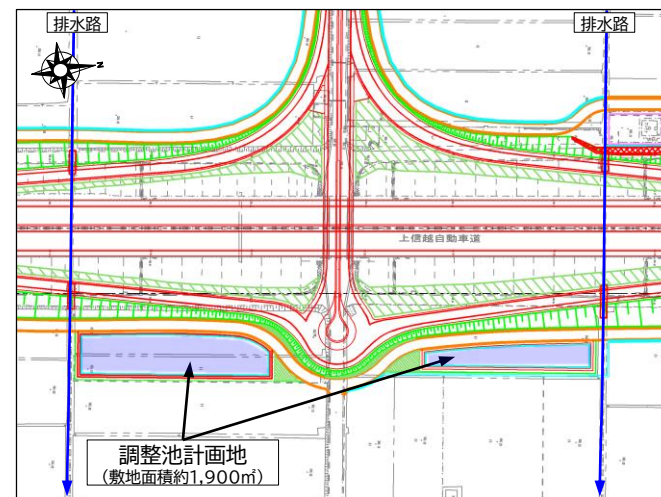 排水路
排水路
N
上信越自動車道
調整池計画地
(敷地面積約1,900㎡)